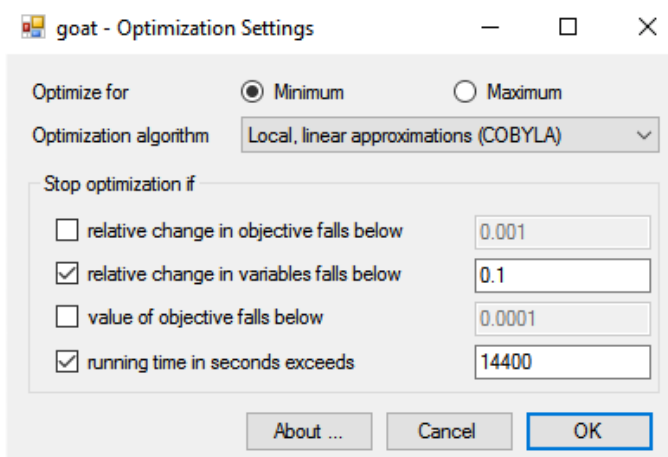 goat - Optimization Settings
Optimize for Minimum Maximum
Optimization algorithm Local, linear approximations (COBYLA)
Stop optimization if
relative change in objective falls below 0.001
relative change in variables falls below 0.1
value of objective falls below 0.0001
running time in seconds exceeds 14400
About ... Cancel OK